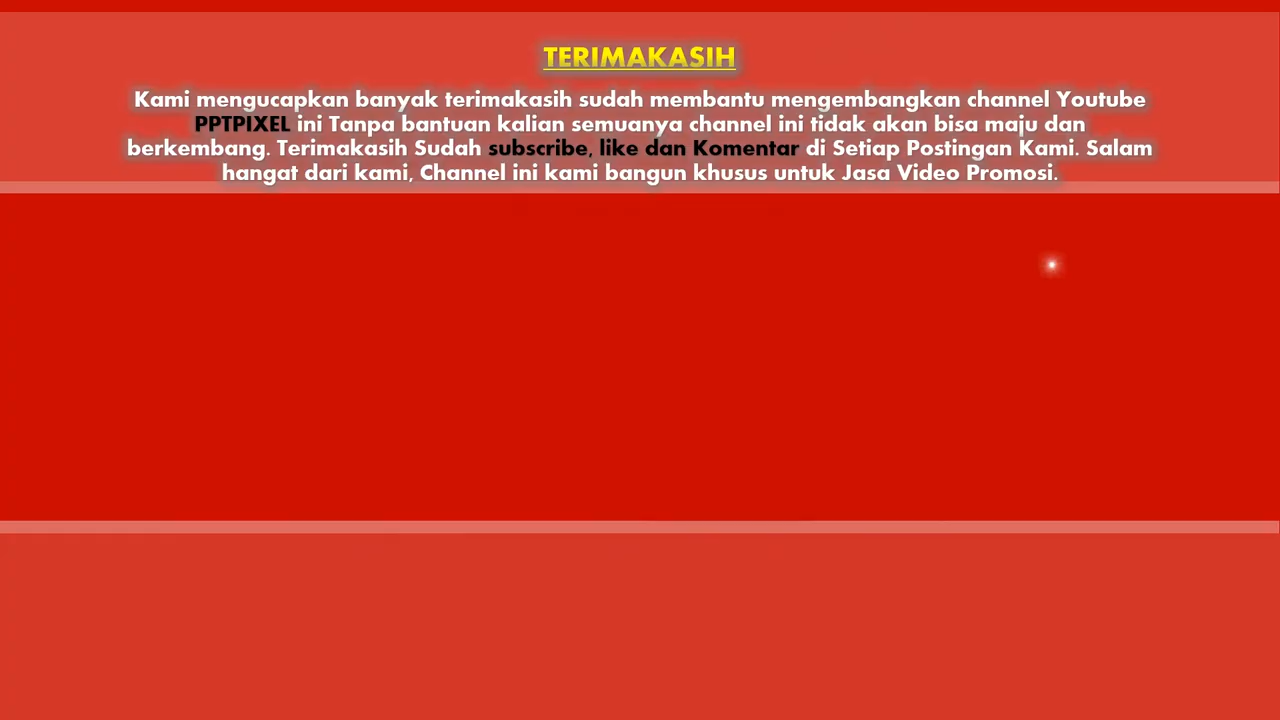 TERIMAKASIH
Kami mengucapkan banyak terimakasih sudah membantu mengembangkan channel Youtube
PPTPIXEL ini Tanpa bantuan kalian semuanya channel ini tidak akan bisa maju dan
berkembang. Terimakasih Sudah subscribe, like dan Komentar di Setiap Postingan Kami. Salam
hangat dari kami, Channel ini kami bangun khusus untuk Jasa Video Promosi.